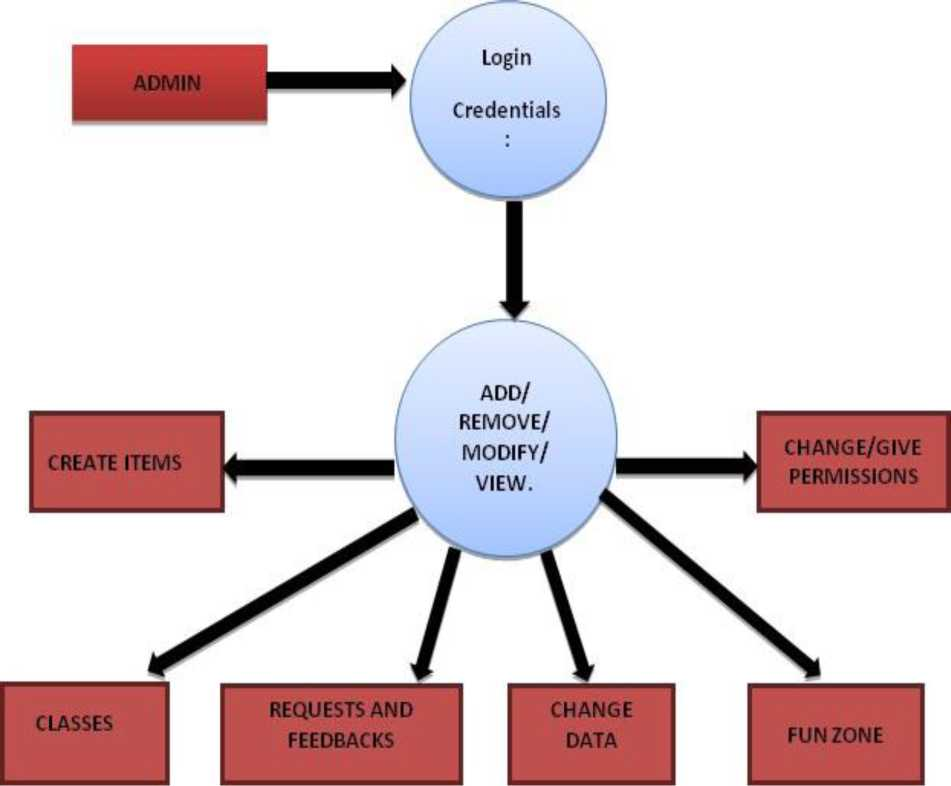 ADMIN
Login
Credentials
:
ADD/
REMOVE/
MODIFY/
VIEW.
CREATE ITEMS
CHANGE/GIVE
PERMISSIONS
CLASSES
REQUESTS AND
FEEDBACKS
CHANGE
DATA
FUN ZONE